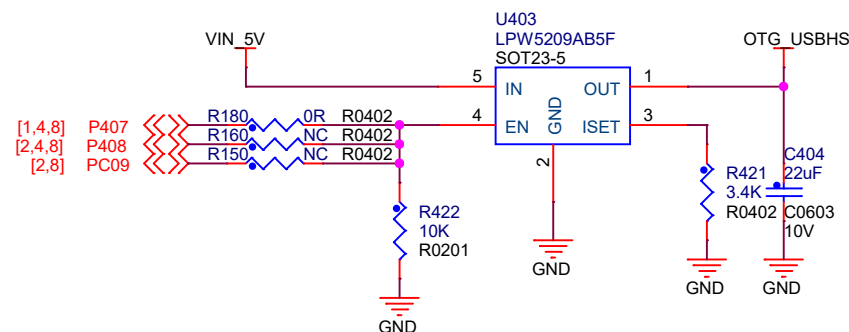 U403
LPW5209AB5F
SOT23-5
VIN_5V
OTG_USBHS
5 IN OUT 1
4 EN GND ISET 3
2
[1,4,8] P407 R180 0R R0402
[2,4,8] P408 R160 NC R0402
[2,8] PC09 R150 NC R0402
R422
10K
R0201
GND
GND
R421
3.4K
R0402
GND
C404
22uF
C0603
10V
GND